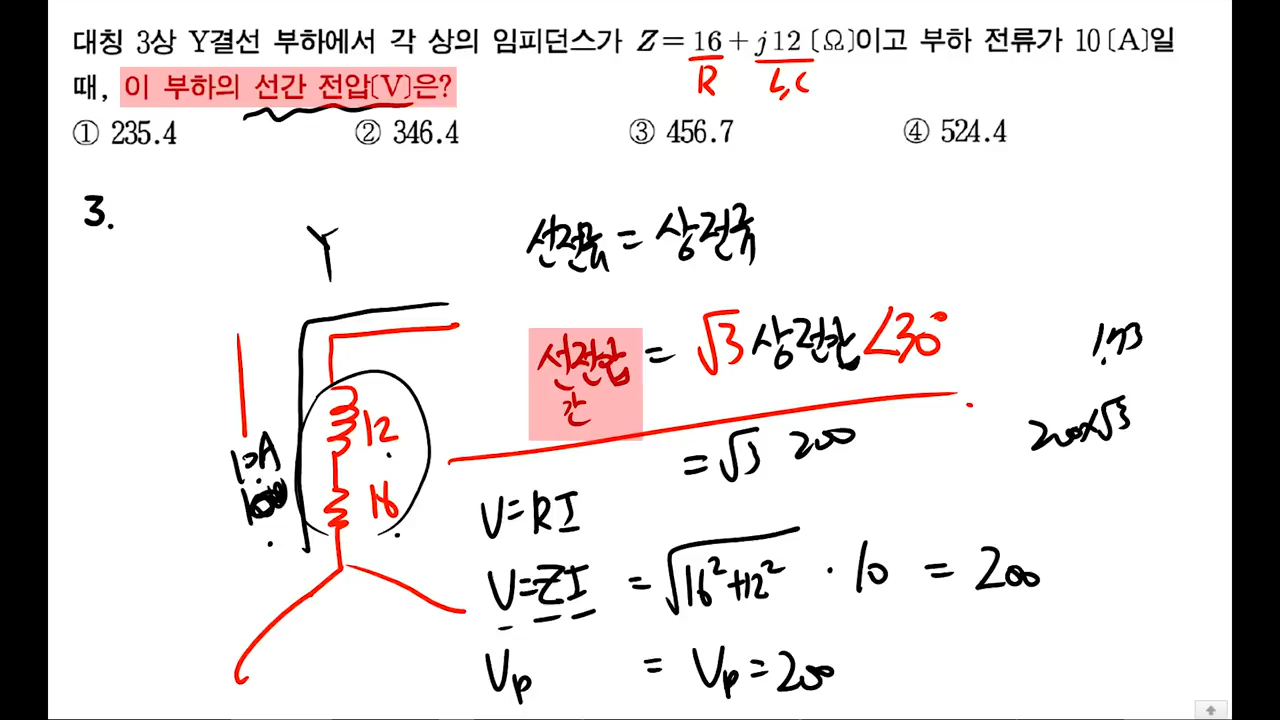 대칭 3상 Y결선 부하에서 각 상의 임피던스가 Z = 16 + j12 [Ω]이고 부하 전류가 10 [A]일
때, 이 부하의 선간 전압[V]은?
R L,C
① 235.4 ② 346.4 ③ 456.7 ④ 524.4
3.
Y
선전류 = 상전류
선전압 = √3 상전압 ∠30°
간
1.73
= √3 200
200×√3
12
10A
16
V=RI
V=ZI = √16²+12² · 10 = 200
Vp = Vp = 200